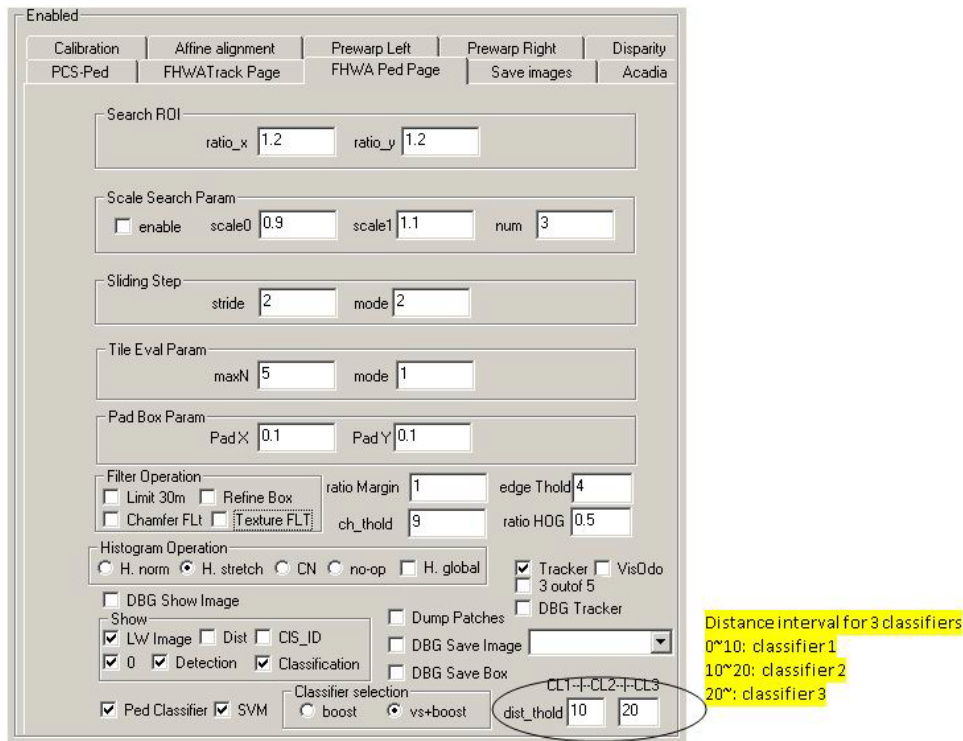 Enabled
Calibration Affine alignment Prewarp Left Prewarp Right Disparity
PCS-Ped FHWATrack Page FHWA Ped Page Save images Acadia
Search ROI
ratio_x 1.2 ratio_y 1.2
Scale Search Param
enable scale0 0.9 scale1 1.1 num 3
Sliding Step
stride 2 mode 2
Tile Eval Param
maxN 5 mode 1
Pad Box Param
Pad X 0.1 Pad Y 0.1
Filter Operation
Limit 30m Refine Box ratio Margin 1 edge Thold 4
Chamfer FLt Texture FLT ch_thold 9 ratio HOG 0.5
Histogram Operation
H. norm H. stretch CN no-op H. global Tracker VisOdo
3 outof 5
DBG Show Image DBG Tracker
Show Dump Patches
LW Image Dist CIS_ID DBG Save Image
0 Detection Classification DBG Save Box
Classifier selection CL1--|--CL2--|--CL3
Ped Classifier SVM boost vs+boost dist_thold 10 20
Distance interval for 3 classifiers
0~10: classifier 1
10~20: classifier 2
20~: classifier 3